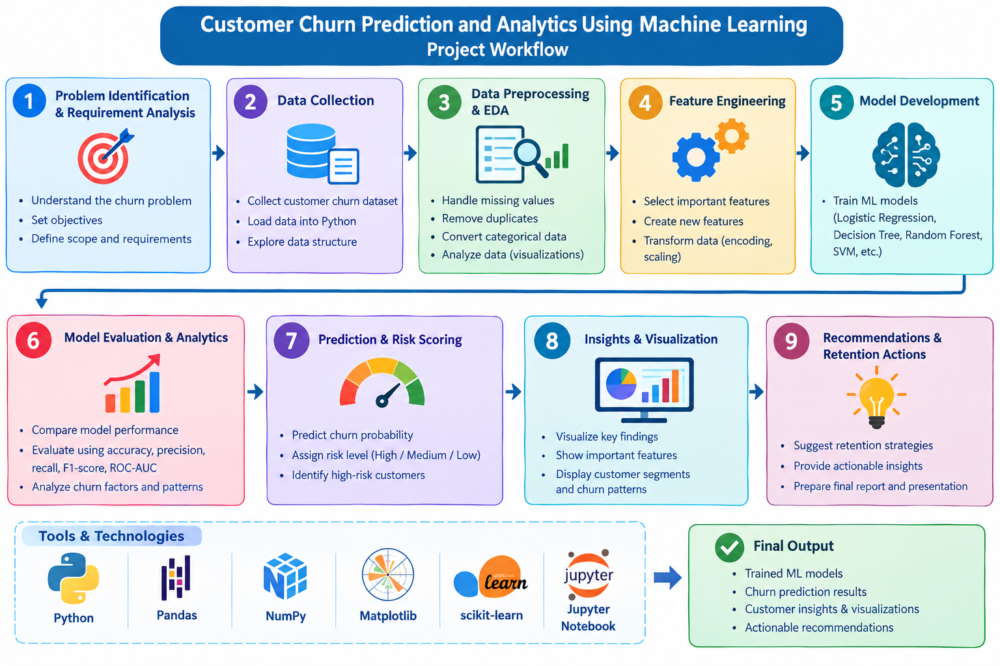 Customer Churn Prediction and Analytics Using Machine Learning
Project Workflow
1
Problem Identification
& Requirement Analysis
• Understand the churn problem
• Set objectives
• Define scope and requirements
2
Data Collection
• Collect customer churn dataset
• Load data into Python
• Explore data structure
3
Data Preprocessing
& EDA
• Handle missing values
• Remove duplicates
• Convert categorical data
• Analyze data (visualizations)
4
Feature Engineering
• Select important features
• Create new features
• Transform data (encoding,
scaling)
5
Model Development
• Train ML models
(Logistic Regression,
Decision Tree, Random Forest,
SVM, etc.)
6
Model Evaluation & Analytics
• Compare model performance
• Evaluate using accuracy, precision,
recall, F1-score, ROC-AUC
• Analyze churn factors and patterns
7
Prediction & Risk Scoring
• Predict churn probability
• Assign risk level (High / Medium / Low)
• Identify high-risk customers
8
Insights & Visualization
• Visualize key findings
• Show important features
• Display customer segments
and churn patterns
9
Recommendations &
Retention Actions
• Suggest retention strategies
• Provide actionable insights
• Prepare final report and presentation
Tools & Technologies
Python
Pandas
N
NumPy
Matplotlib
learn
scikit-learn
jupyter
Jupyter
Notebook
Final Output
• Trained ML models
• Churn prediction results
• Customer insights & visualizations
• Actionable recommendations